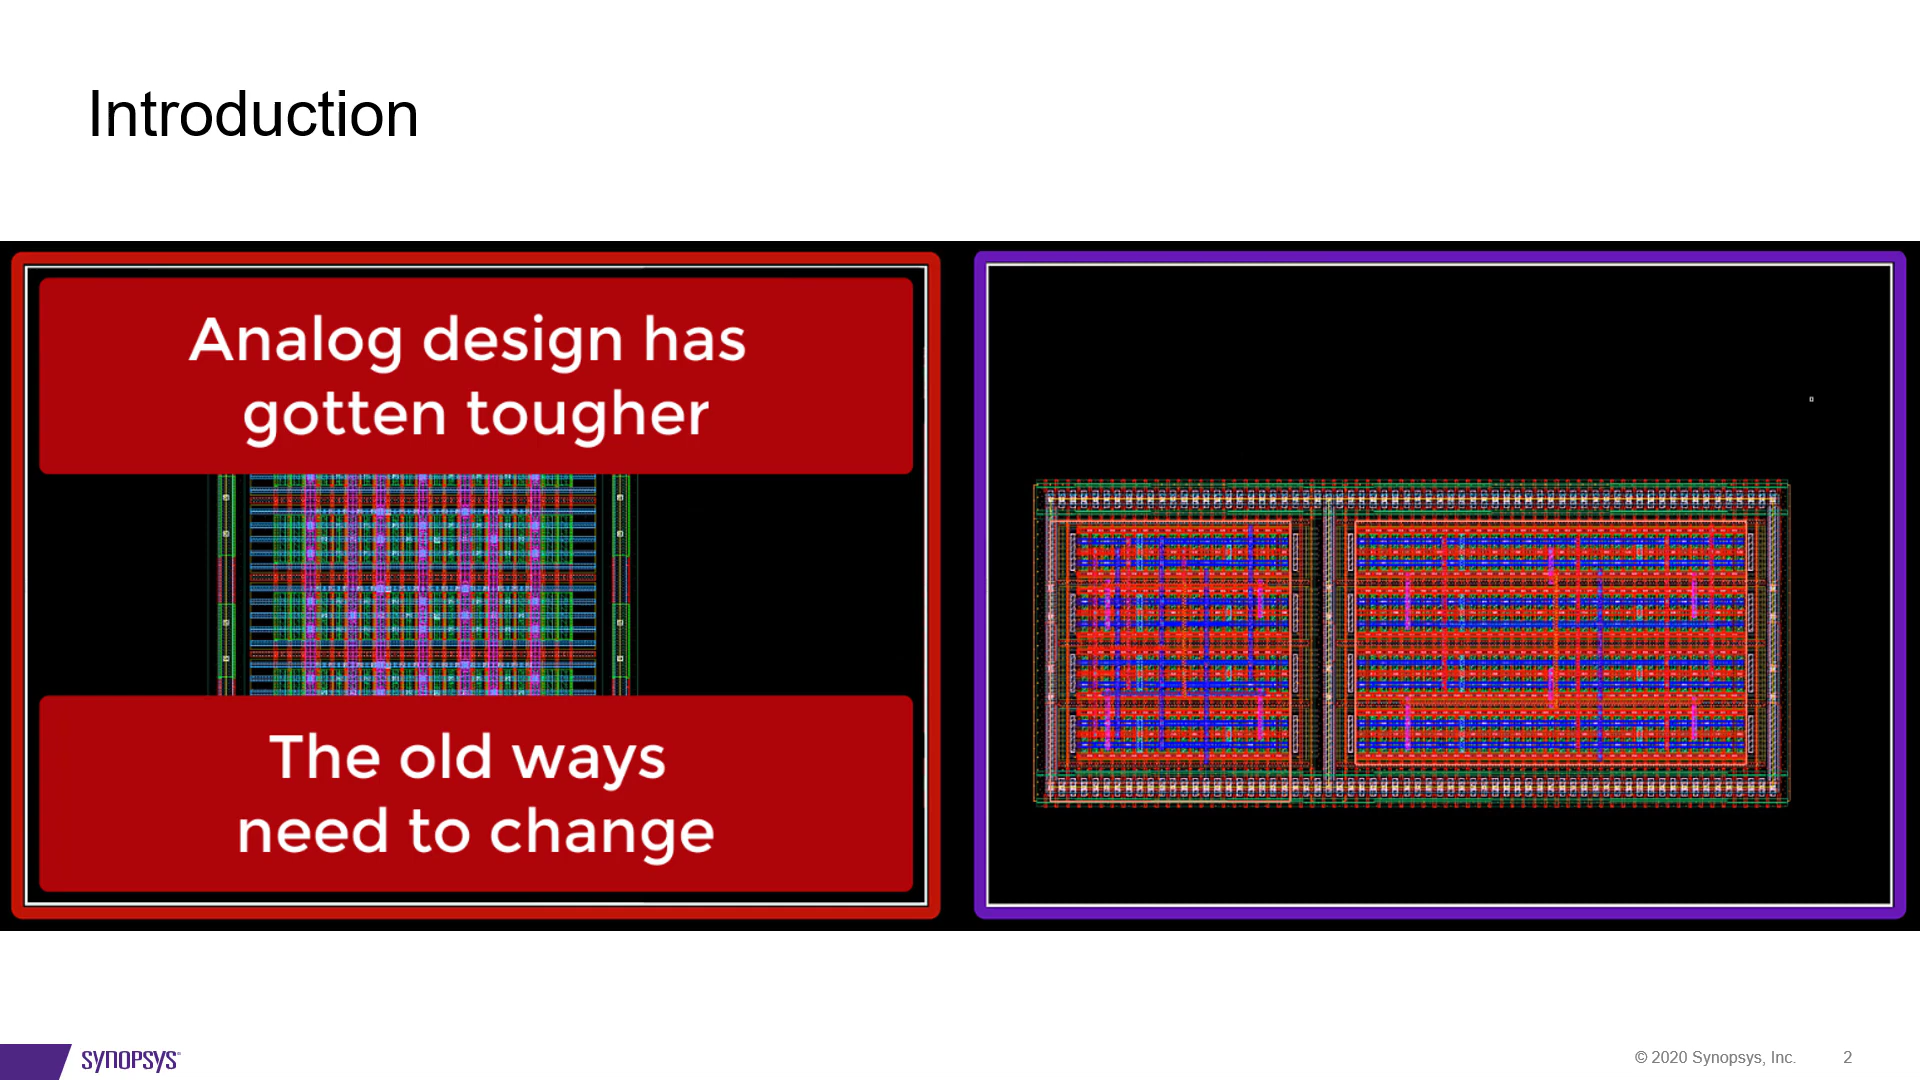 Introduction
Analog design has
gotten tougher
The old ways
need to change
SYNOPSYS®
© 2020 Synopsys, Inc.
2